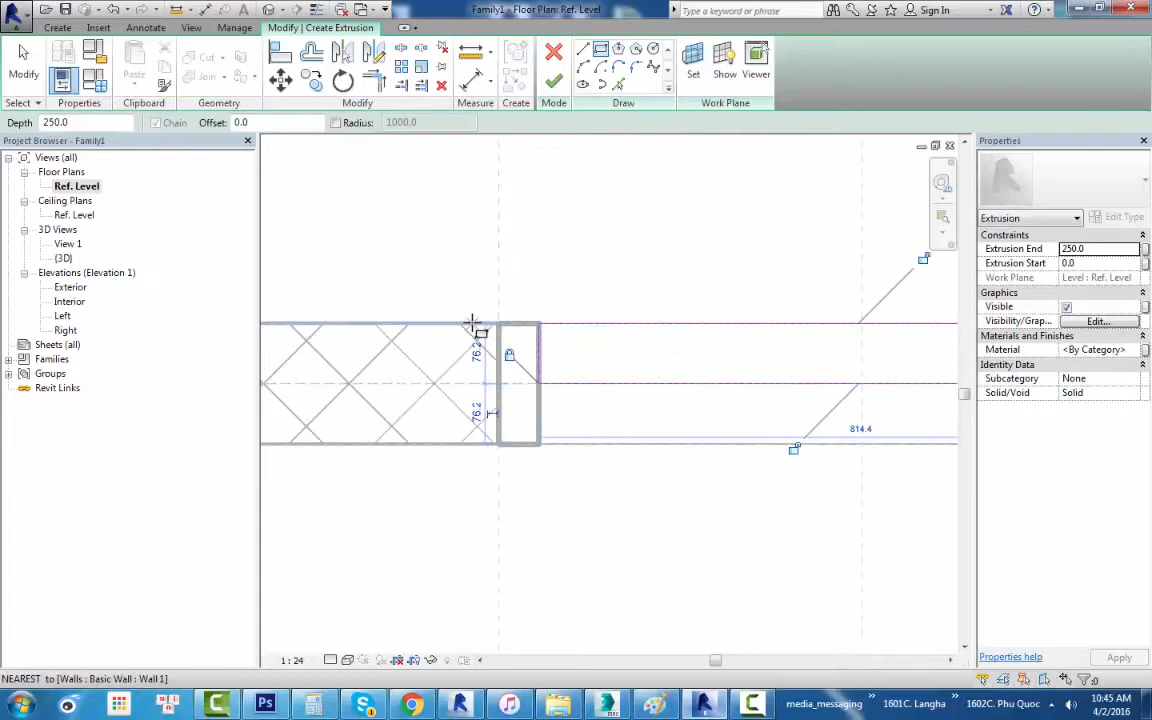 Family1 - Floor Plan: Ref. Level
Type a keyword or phrase
Sign In
Create
Insert
Annotate
View
Manage
Modify | Create Extrusion
Modify
Paste
Cut
Join
Set
Show
Viewer
Select
Properties
Clipboard
Geometry
Modify
Measure
Create
Mode
Draw
Work Plane
Depth 250.0
Chain
Offset: 0.0
Radius: 1000.0
Project Browser - Family1
Views (all)
Floor Plans
Ref. Level
Ceiling Plans
Ref. Level
3D Views
View 1
{3D}
Elevations (Elevation 1)
Exterior
Interior
Left
Right
Sheets (all)
Families
Groups
Revit Links
76.2
76.2
814.4
Properties
Extrusion
Edit Type
Constraints
Extrusion End 250.0
Extrusion Start 0.0
Work Plane Level : Ref. Level
Graphics
Visible
Visibility/Grap... Edit...
Materials and Finishes
Material <By Category>
Identity Data
Subcategory None
Solid/Void Solid
Properties help
Apply
1 : 24
NEAREST to [Walls : Basic Wall : Wall 1]
:0
media_messaging
1601C. Langha
1602C. Phu Quoc
10:45 AM
4/2/2016